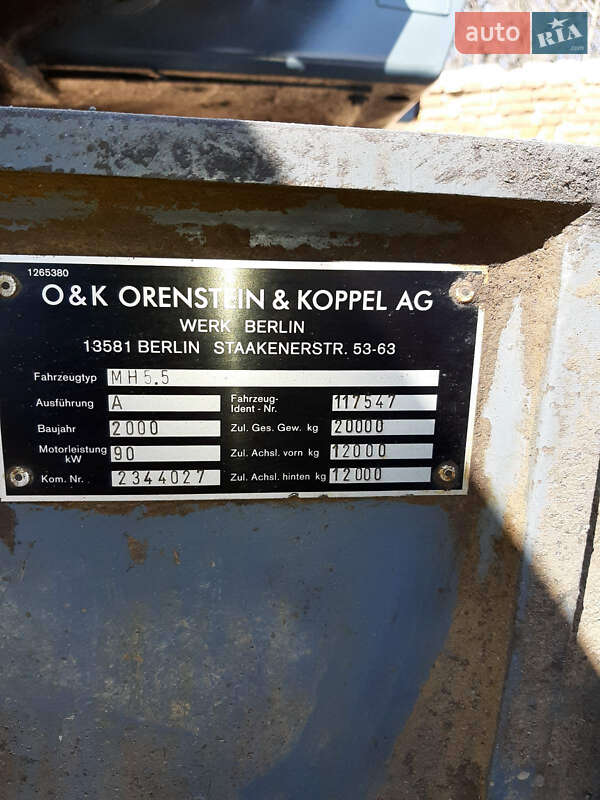 auto RIA .com
1265380
O & K ORENSTEIN & KOPPEL AG
WERK BERLIN
13581 BERLIN STAAKENERSTR. 53-63
Fahrzeugtyp MH5.5
Ausführung A Fahrzeug-Ident-Nr. 117547
Baujahr 2000 Zul. Ges. Gew. kg 20000
Motorleistung kW 90 Zul. Achsl. vorn kg 12000
Kom. Nr. 2344027 Zul. Achsl. hinten kg 12000